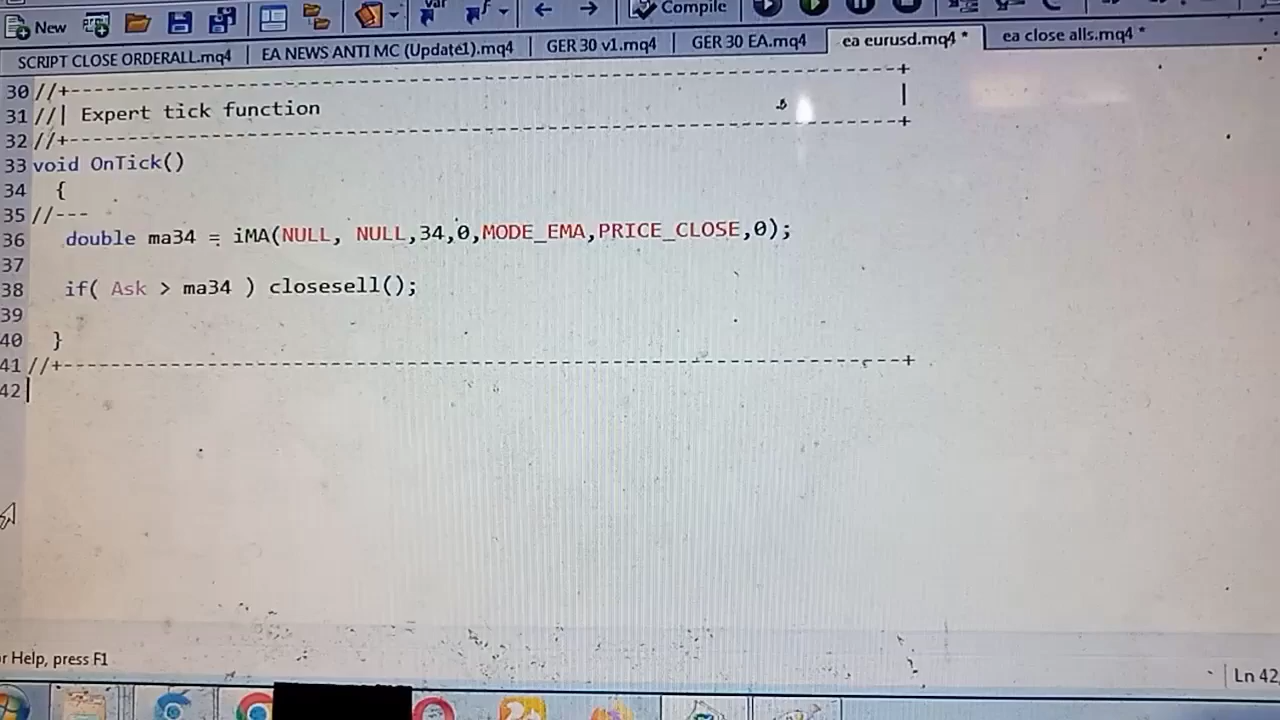 New
Compile
SCRIPT CLOSE ORDERALL.mq4 | EA NEWS ANTI MC (Update1).mq4 | GER 30 v1.mq4 | GER 30 EA.mq4 | ea eurusd.mq4 * | ea close alls.mq4 *
30 //+------------------------------------------------------------------+
31 //| Expert tick function |
32 //+------------------------------------------------------------------+
33 void OnTick()
34 {
35 //---
36 double ma34 = iMA(NULL, NULL,34,0,MODE_EMA,PRICE_CLOSE,0);
37
38 if( Ask > ma34 ) closesell();
39
40 }
41 //+------------------------------------------------------------------+
42
r Help, press F1
Ln 42